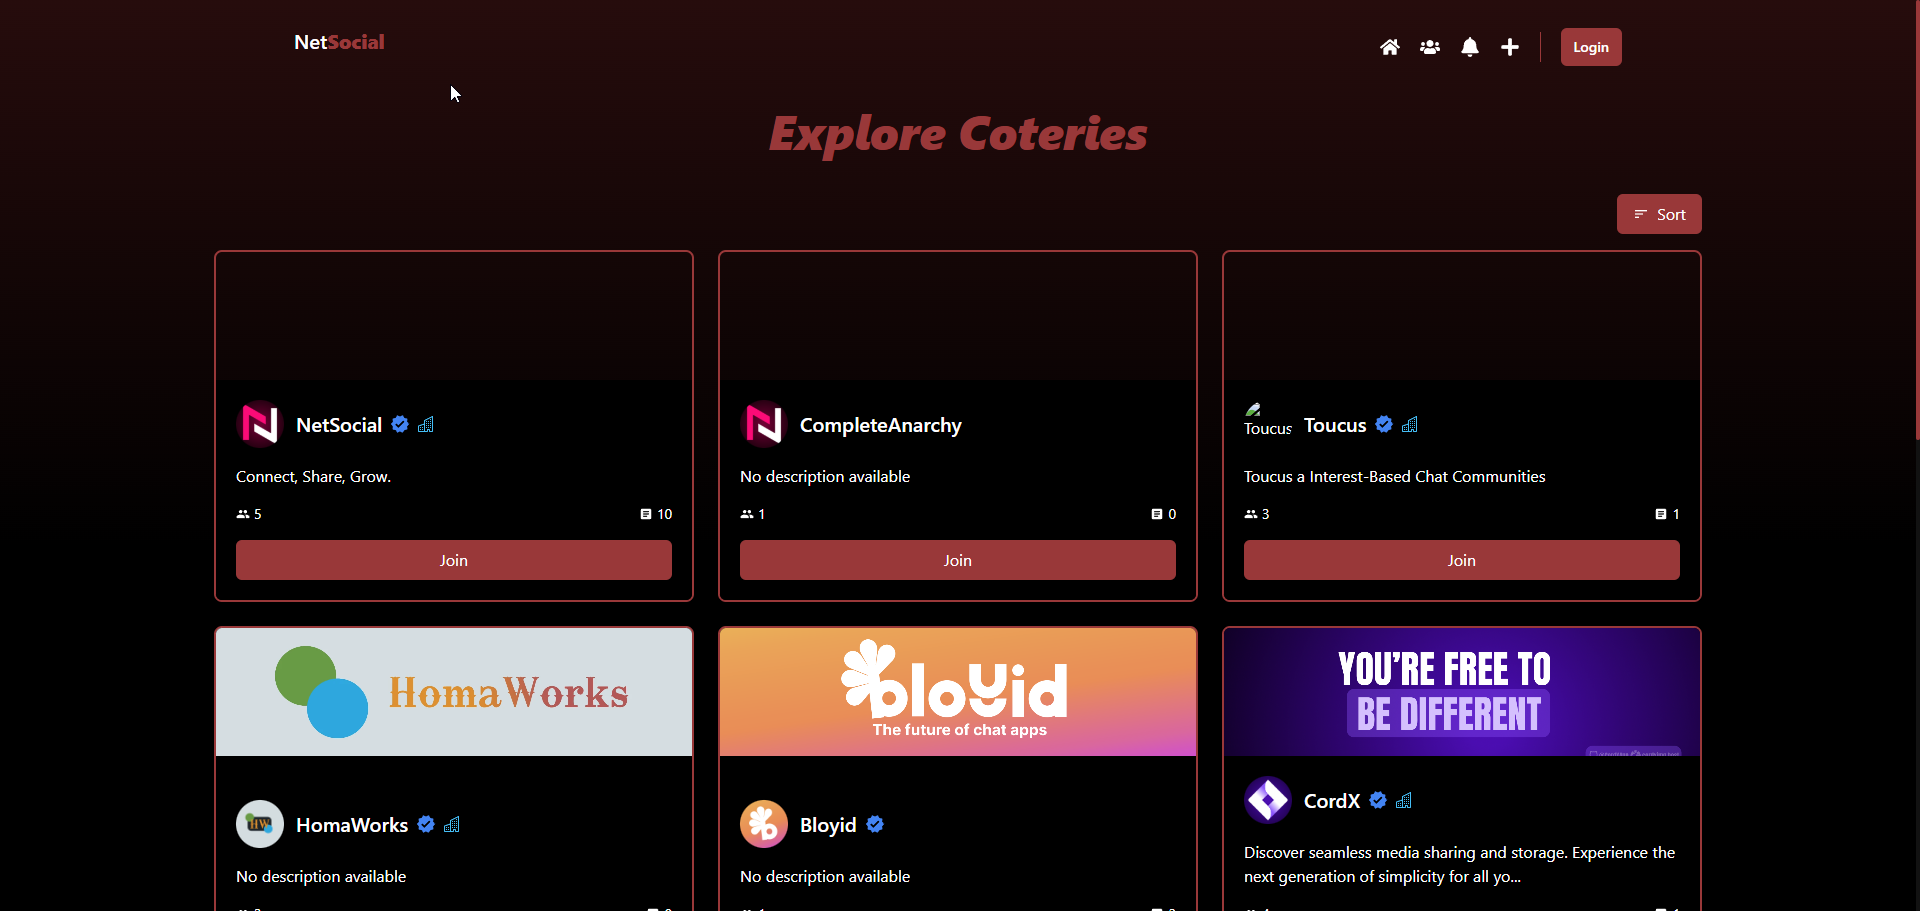 NetSocial
Login
Explore Coteries
Sort
NetSocial
Connect, Share, Grow.
5
10
Join
CompleteAnarchy
No description available
1
0
Join
Toucus
Toucus
Toucus a Interest-Based Chat Communities
3
1
Join
HomaWorks
HW
HomaWorks
No description available
bloyid
The future of chat apps
Bloyid
No description available
YOU'RE FREE TO
BE DIFFERENT
CordX
Discover seamless media sharing and storage. Experience the
next generation of simplicity for all yo...